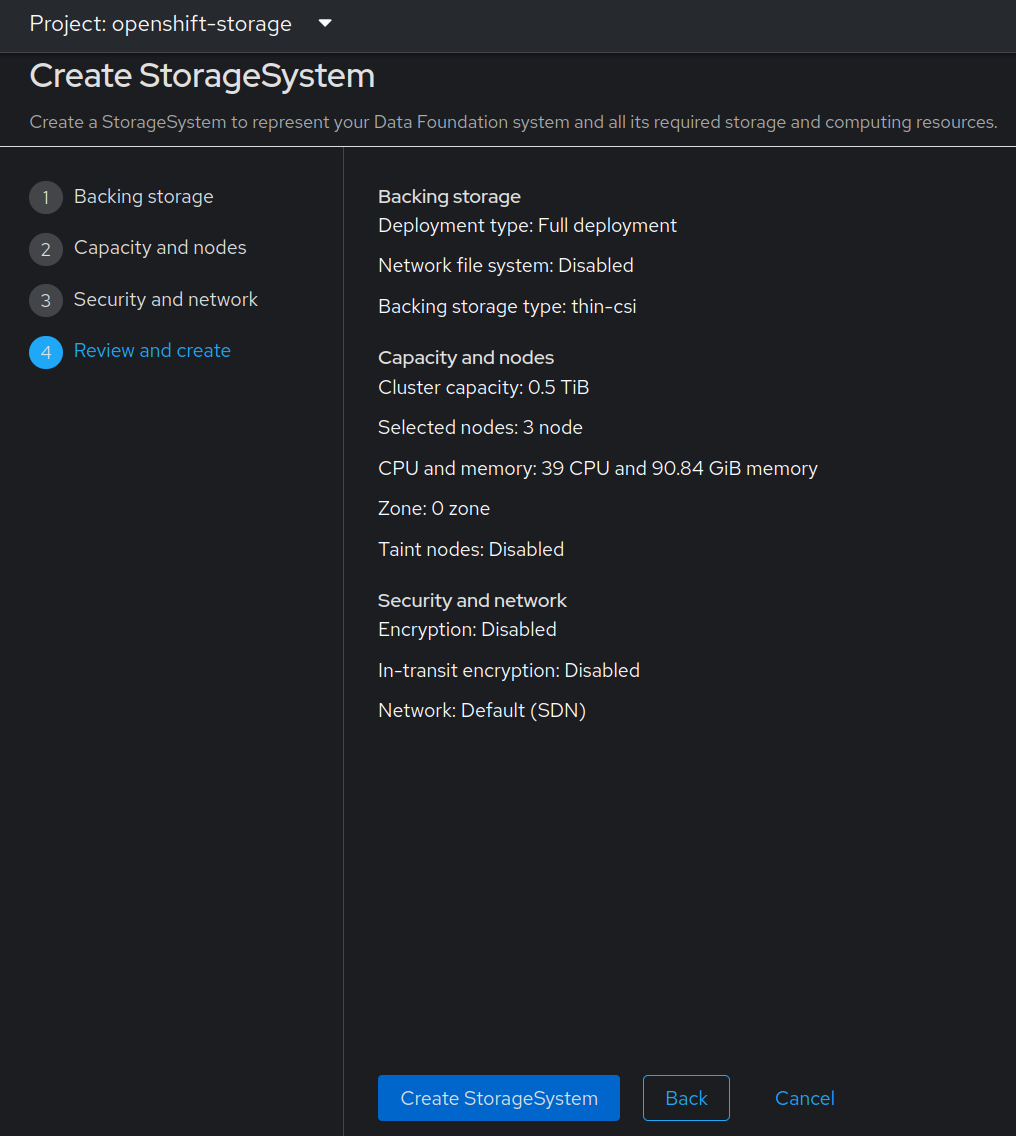 Project: openshift-storage
Create StorageSystem
Create a StorageSystem to represent your Data Foundation system and all its required storage and computing resources.
1 Backing storage
2 Capacity and nodes
3 Security and network
4 Review and create
Backing storage
Deployment type: Full deployment
Network file system: Disabled
Backing storage type: thin-csi
Capacity and nodes
Cluster capacity: 0.5 TiB
Selected nodes: 3 node
CPU and memory: 39 CPU and 90.84 GiB memory
Zone: 0 zone
Taint nodes: Disabled
Security and network
Encryption: Disabled
In-transit encryption: Disabled
Network: Default (SDN)
Create StorageSystem
Back
Cancel